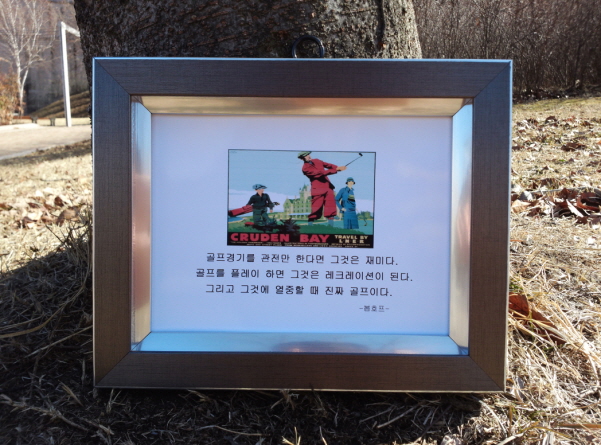 CRUDEN BAY TRAVEL BY
L·N·E·R
골프경기를 관전만 한다면 그것은 재미다.
골프를 플레이 하면 그것은 레크레이션이 된다.
그리고 그것에 열중할 때 진짜 골프이다.
-봅호프-